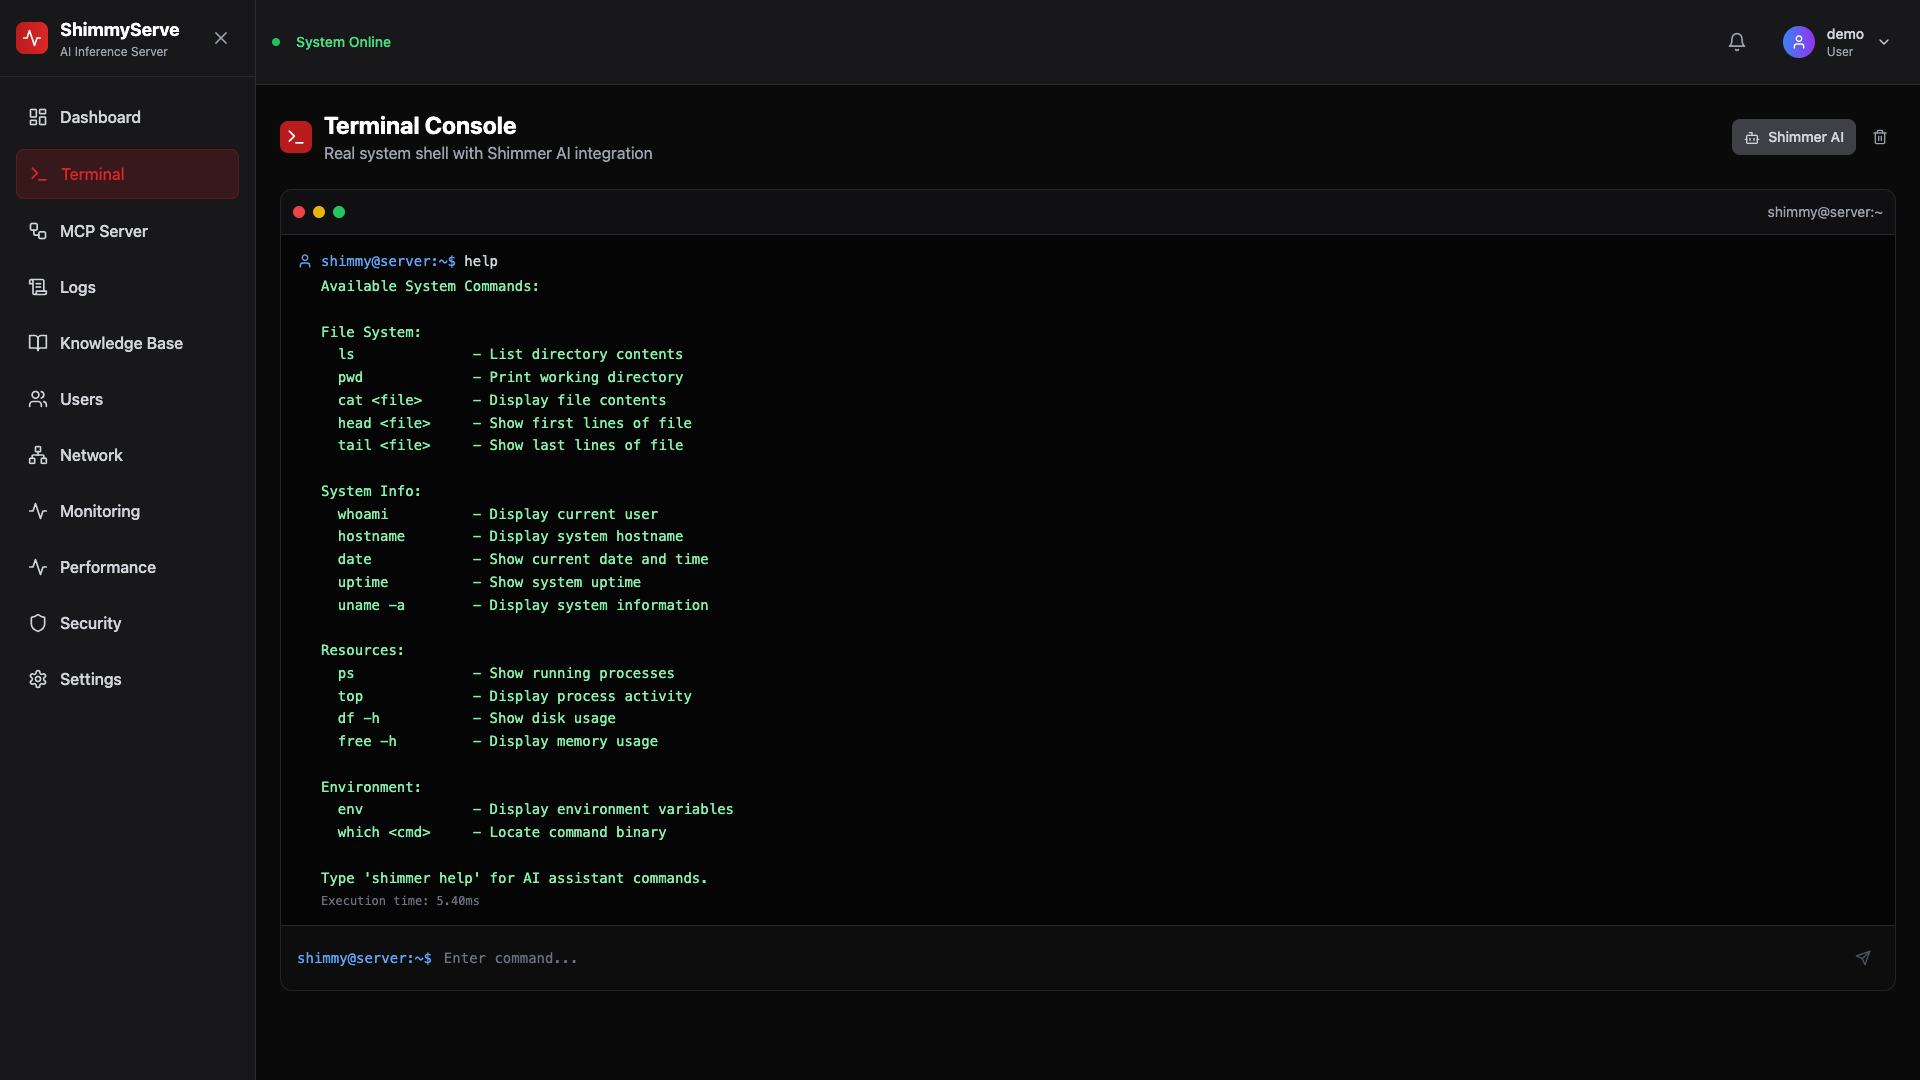 ShimmyServe
AI Inference Server
Dashboard
Terminal
MCP Server
Logs
Knowledge Base
Users
Network
Monitoring
Performance
Security
Settings
System Online
demo
User
Terminal Console
Real system shell with Shimmer AI integration
Shimmer AI
shimmy@server:~
shimmy@server:~$ help
Available System Commands:
File System:
ls – List directory contents
pwd – Print working directory
cat <file> – Display file contents
head <file> – Show first lines of file
tail <file> – Show last lines of file
System Info:
whoami – Display current user
hostname – Display system hostname
date – Show current date and time
uptime – Show system uptime
uname –a – Display system information
Resources:
ps – Show running processes
top – Display process activity
df –h – Show disk usage
free –h – Display memory usage
Environment:
env – Display environment variables
which <cmd> – Locate command binary
Type 'shimmer help' for AI assistant commands.
Execution time: 5.40ms
shimmy@server:~$ Enter command...